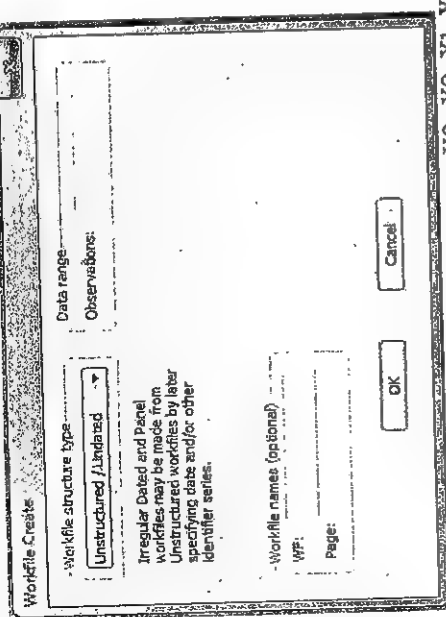 Workfile Create
Workfile structure type
Unstructured / Undated
Irregular Dated and Panel
workfiles may be made from
Unstructured workfiles by later
specifying date and/or other
identifier series.
Data range
Observations:
Workfile names (optional)
WF:
Page:
OK
Cancel